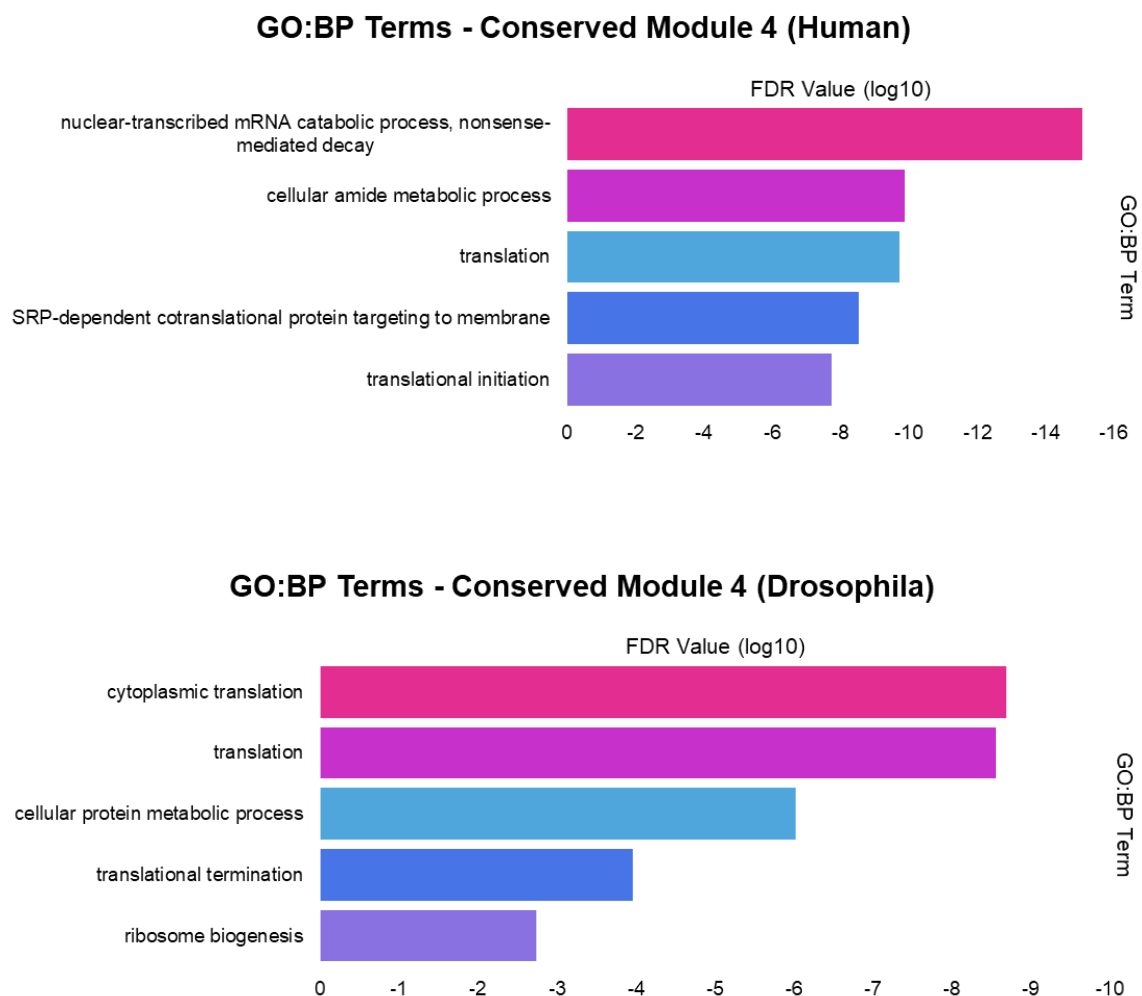 GO:BP Terms - Conserved Module 4 (Human)
FDR Value (log10)
nuclear-transcribed mRNA catabolic process, nonsense-
mediated decay
cellular amide metabolic process
translation
SRP-dependent cotranslational protein targeting to membrane
translational initiation
GO:BP Term
0 -2 -4 -6 -8 -10 -12 -14 -16
GO:BP Terms - Conserved Module 4 (Drosophila)
FDR Value (log10)
cytoplasmic translation
translation
cellular protein metabolic process
translational termination
ribosome biogenesis
GO:BP Term
0 -1 -2 -3 -4 -5 -6 -7 -8 -9 -10